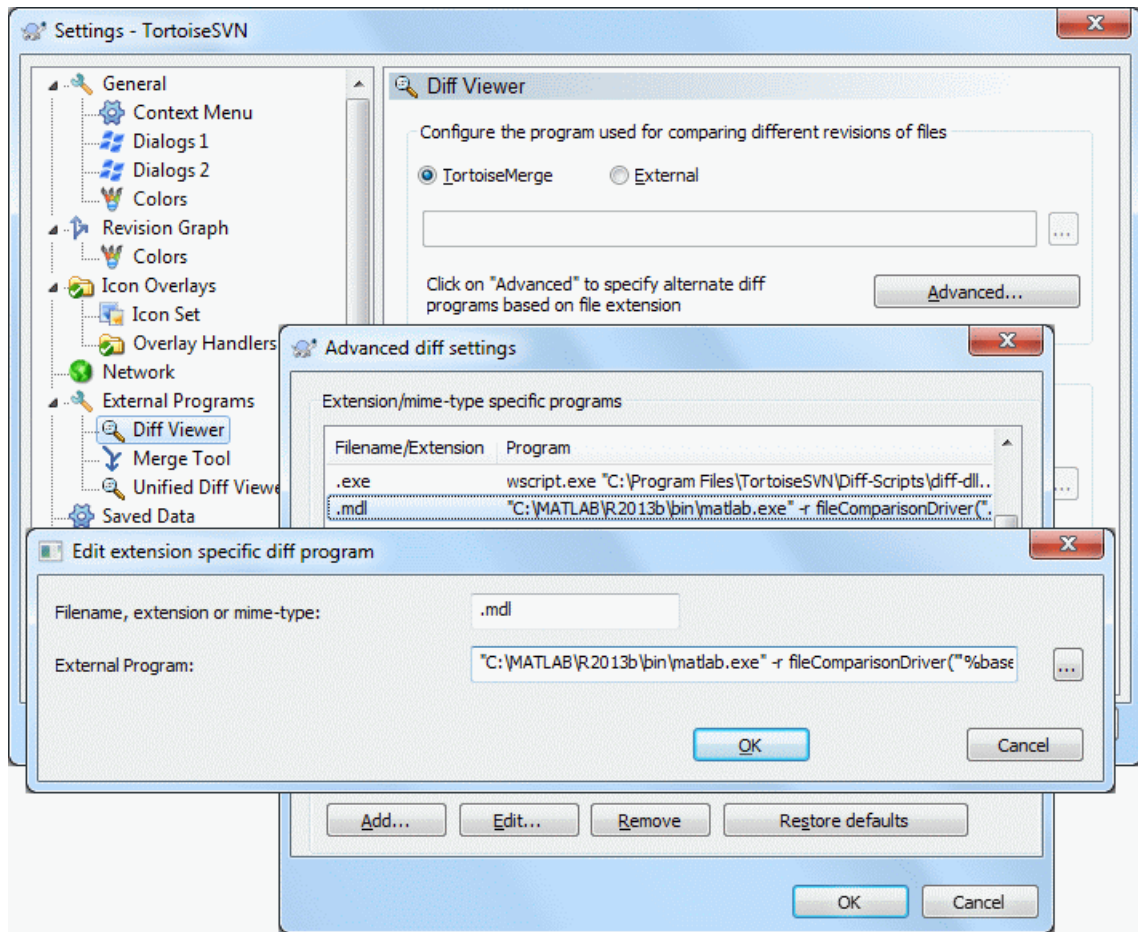 Settings - TortoiseSVN
General
Context Menu
Dialogs 1
Dialogs 2
Colors
Revision Graph
Colors
Icon Overlays
Icon Set
Overlay Handlers
Network
External Programs
Diff Viewer
Merge Tool
Unified Diff Viewe
Saved Data
Diff Viewer
Configure the program used for comparing different revisions of files
TortoiseMerge External
...
Click on "Advanced" to specify alternate diff
programs based on file extension
Advanced...
Advanced diff settings
Extension/mime-type specific programs
Filename/Extension Program
.exe wscript.exe "C:\Program Files\TortoiseSVN\Diff-Scripts\diff-dll...
.mdl "C:\MATLAB\R2013b\bin\matlab.exe" -r fileComparisonDriver("...
Edit extension specific diff program
Filename, extension or mime-type: .mdl
External Program: "C:\MATLAB\R2013b\bin\matlab.exe" -r fileComparisonDriver("'%base ...
OK Cancel
Add... Edit... Remove Restore defaults
OK Cancel